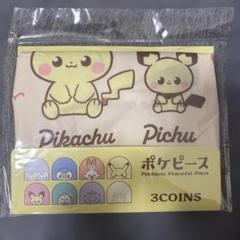 Pikachu Pichu
ポケピース
Pokémon Peaceful Place
3COINS